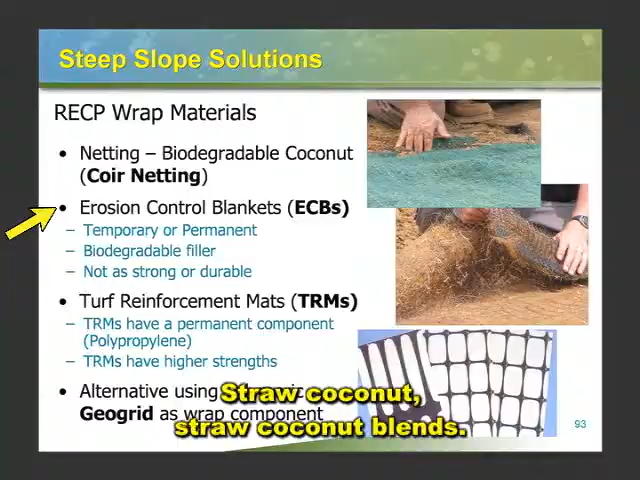 Steep Slope Solutions
RECP Wrap Materials
• Netting – Biodegradable Coconut
(Coir Netting)
• Erosion Control Blankets (ECBs)
– Temporary or Permanent
– Biodegradable filler
– Not as strong or durable
• Turf Reinforcement Mats (TRMs)
– TRMs have a permanent component
(Polypropylene)
– TRMs have higher strengths
• Alternative using
Geogrid as wrap component
Straw coconut,
straw coconut blends.
93